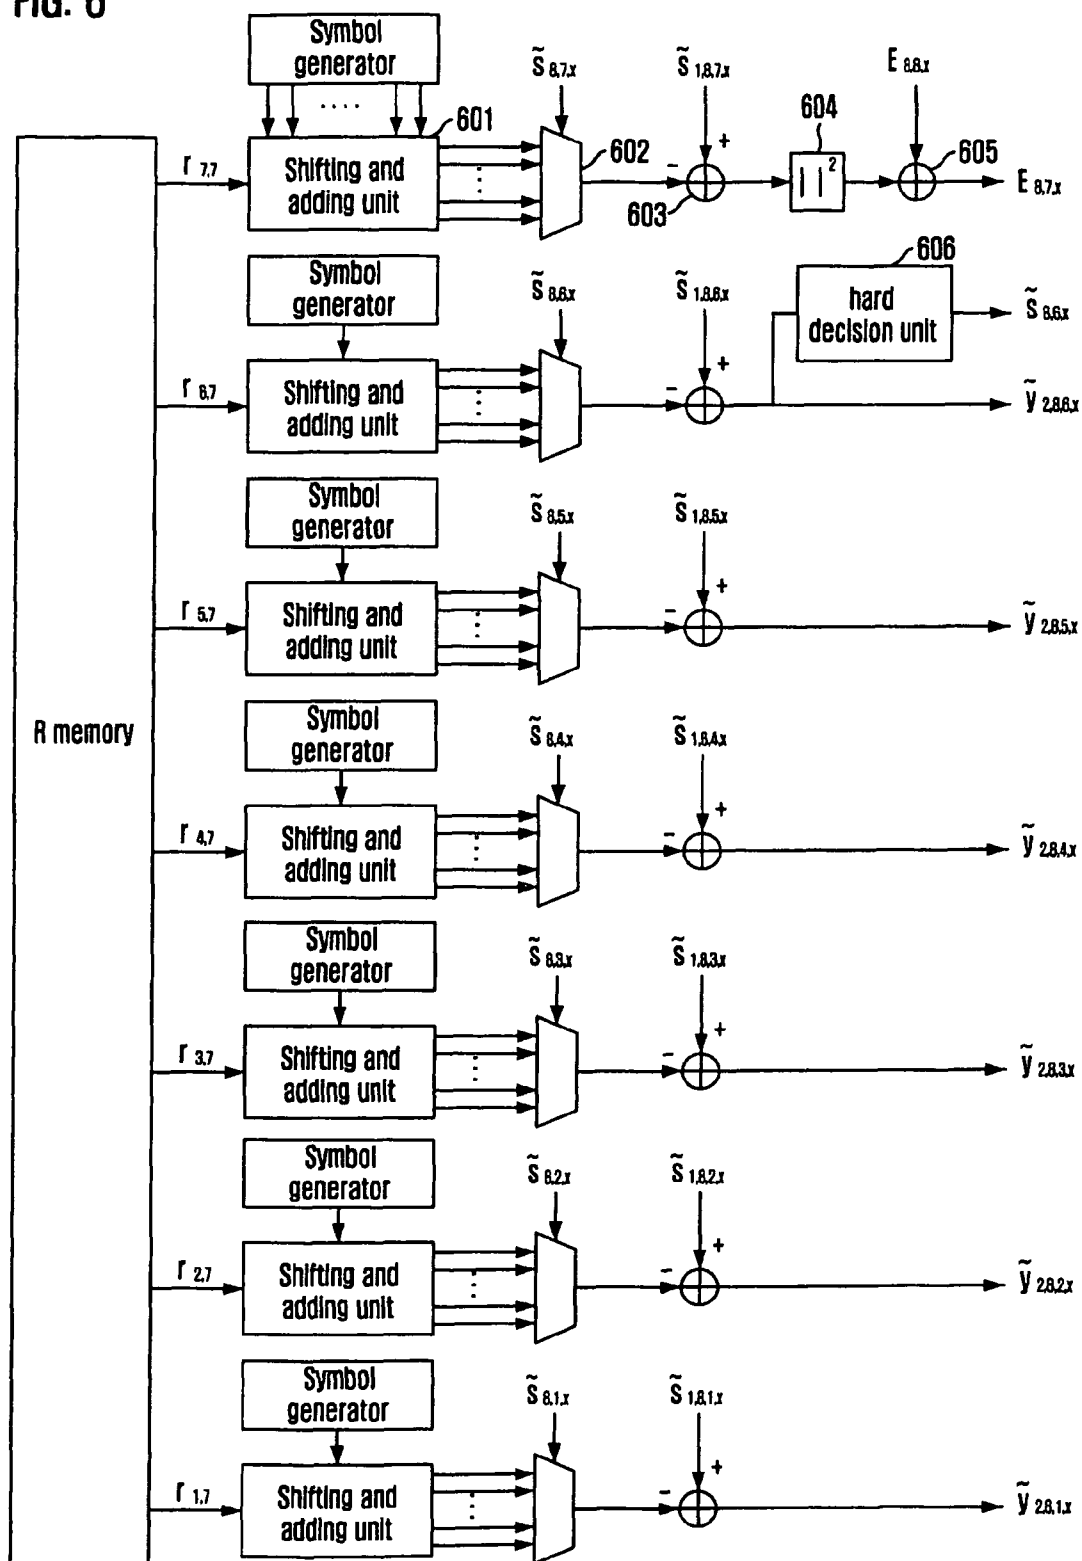 FIG. 6
Symbol generator
s̃ 8,7,x
s̃ 1,8,7,x
E 8,8,x
604
601
602
605
r 7,7
Shifting and adding unit
....
- +
| |²
603
E 8,7,x
606
Symbol generator
s̃ 8,6,x
s̃ 1,8,6,x
hard decision unit
s̃ 8,6,x
r 6,7
Shifting and adding unit
- +
ỹ 2,8,6,x
Symbol generator
s̃ 8,5,x
s̃ 1,8,5,x
r 5,7
Shifting and adding unit
- +
ỹ 2,8,5,x
R memory
Symbol generator
s̃ 8,4,x
s̃ 1,8,4,x
r 4,7
Shifting and adding unit
- +
ỹ 2,8,4,x
Symbol generator
s̃ 8,3,x
s̃ 1,8,3,x
r 3,7
Shifting and adding unit
- +
ỹ 2,8,3,x
Symbol generator
s̃ 8,2,x
s̃ 1,8,2,x
r 2,7
Shifting and adding unit
- +
ỹ 2,8,2,x
Symbol generator
s̃ 8,1,x
s̃ 1,8,1,x
r 1,7
Shifting and adding unit
- +
ỹ 2,8,1,x